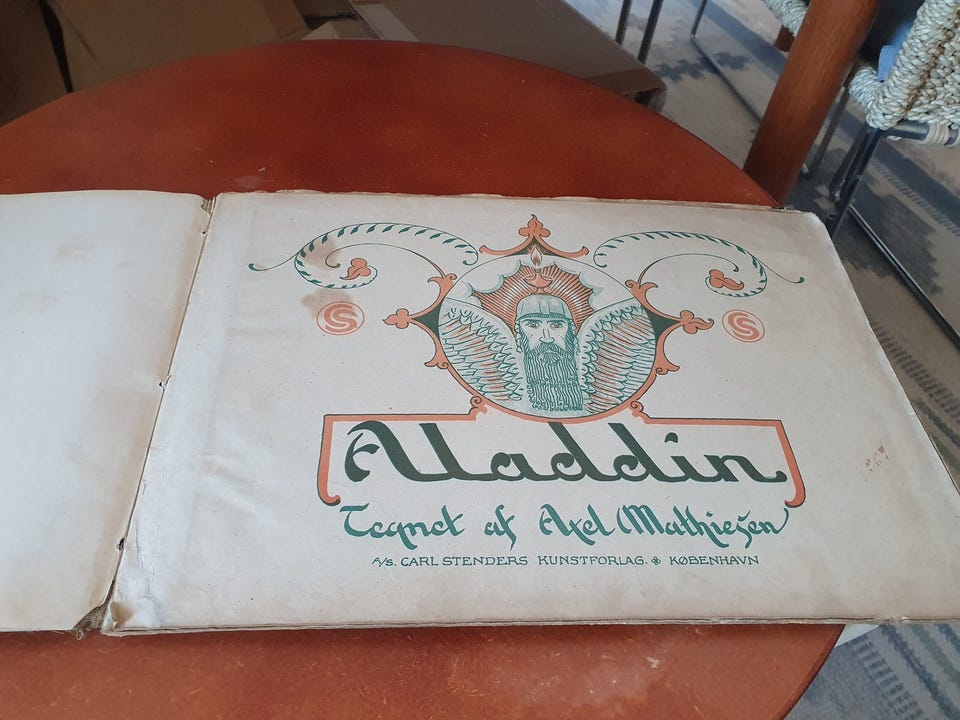 Aladdin
Tegnet af Axel Mathiesen
A/S. CARL STENDERS KUNSTFORLAG. KØBENHAVN